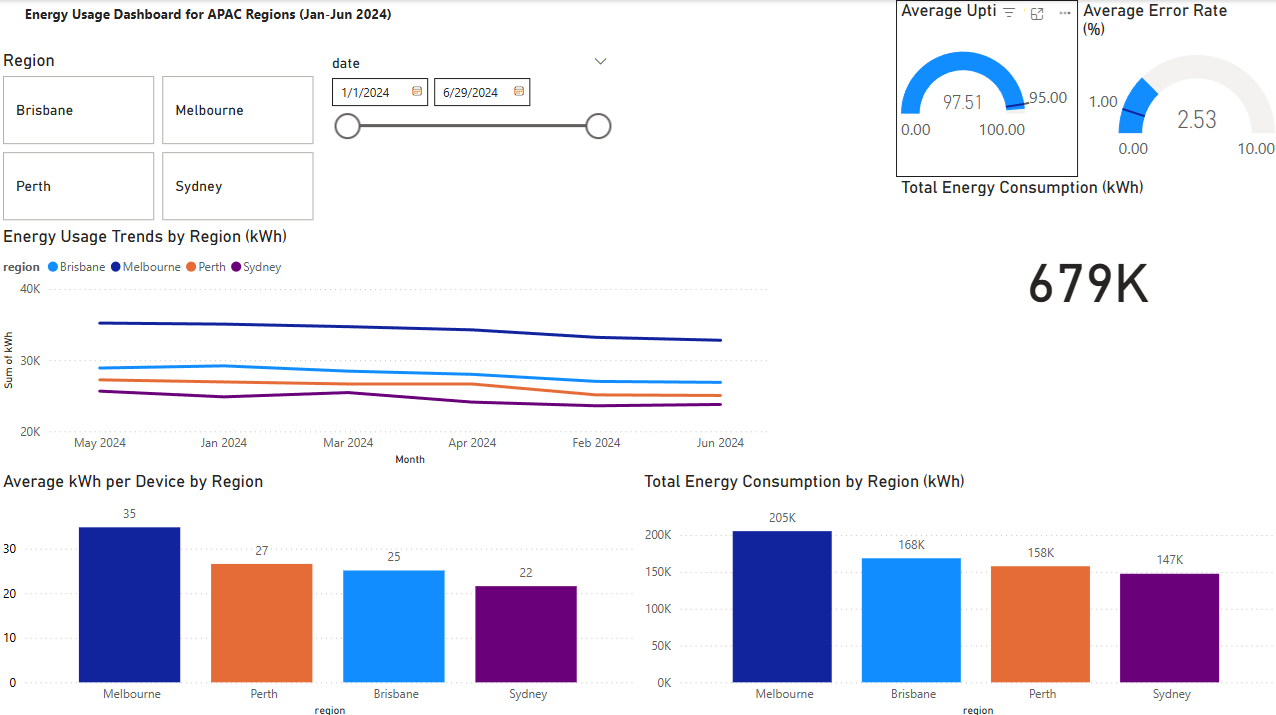 Energy Usage Dashboard for APAC Regions (Jan-Jun 2024)
Region
Brisbane
Melbourne
Perth
Sydney
date
1/1/2024
6/29/2024
Average Upti
97.51
95.00
0.00
100.00
Average Error Rate
(%)
1.00
2.53
0.00
10.00
Total Energy Consumption (kWh)
679K
Energy Usage Trends by Region (kWh)
region Brisbane Melbourne Perth Sydney
40K
30K
20K
Sum of kWh
May 2024
Jan 2024
Mar 2024
Apr 2024
Feb 2024
Jun 2024
Month
Average kWh per Device by Region
35
27
25
22
30
20
10
0
Melbourne
Perth
Brisbane
Sydney
region
Total Energy Consumption by Region (kWh)
205K
168K
158K
147K
200K
150K
100K
50K
0K
Melbourne
Brisbane
Perth
Sydney
region